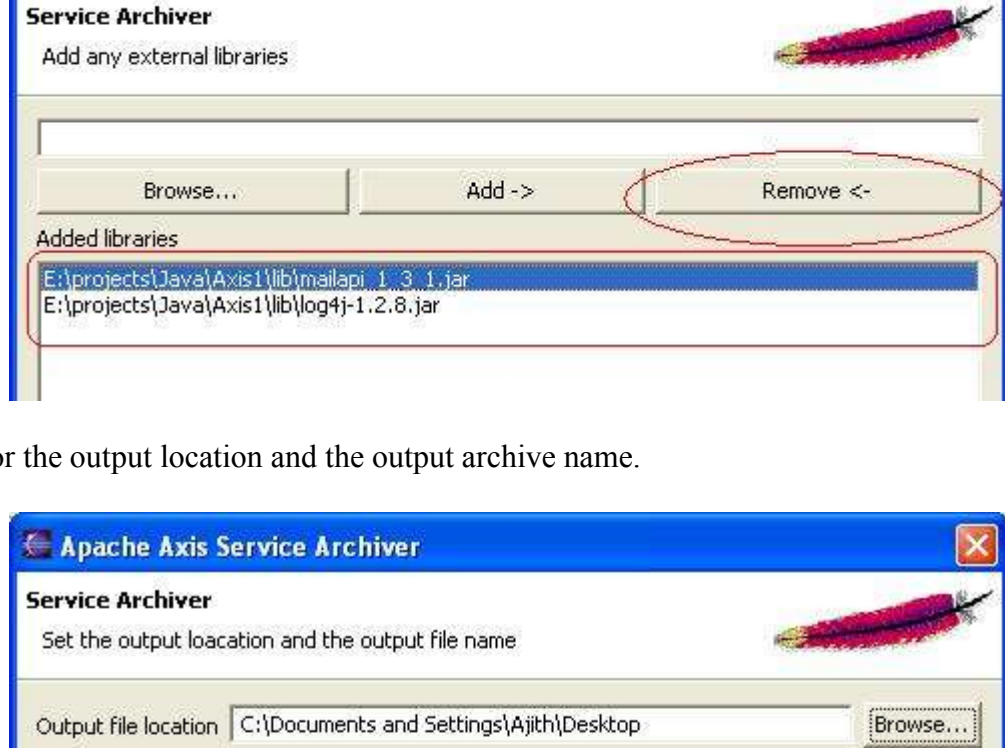 Service Archiver
Add any external libraries
Browse... Add -> Remove <-
Added libraries
E:\projects\Java\Axis1\lib\mailapi_1_3_1.jar
E:\projects\Java\Axis1\lib\log4j-1.2.8.jar
or the output location and the output archive name.
Apache Axis Service Archiver
Service Archiver
Set the output loacation and the output file name
Output file location C:\Documents and Settings\Ajith\Desktop Browse...